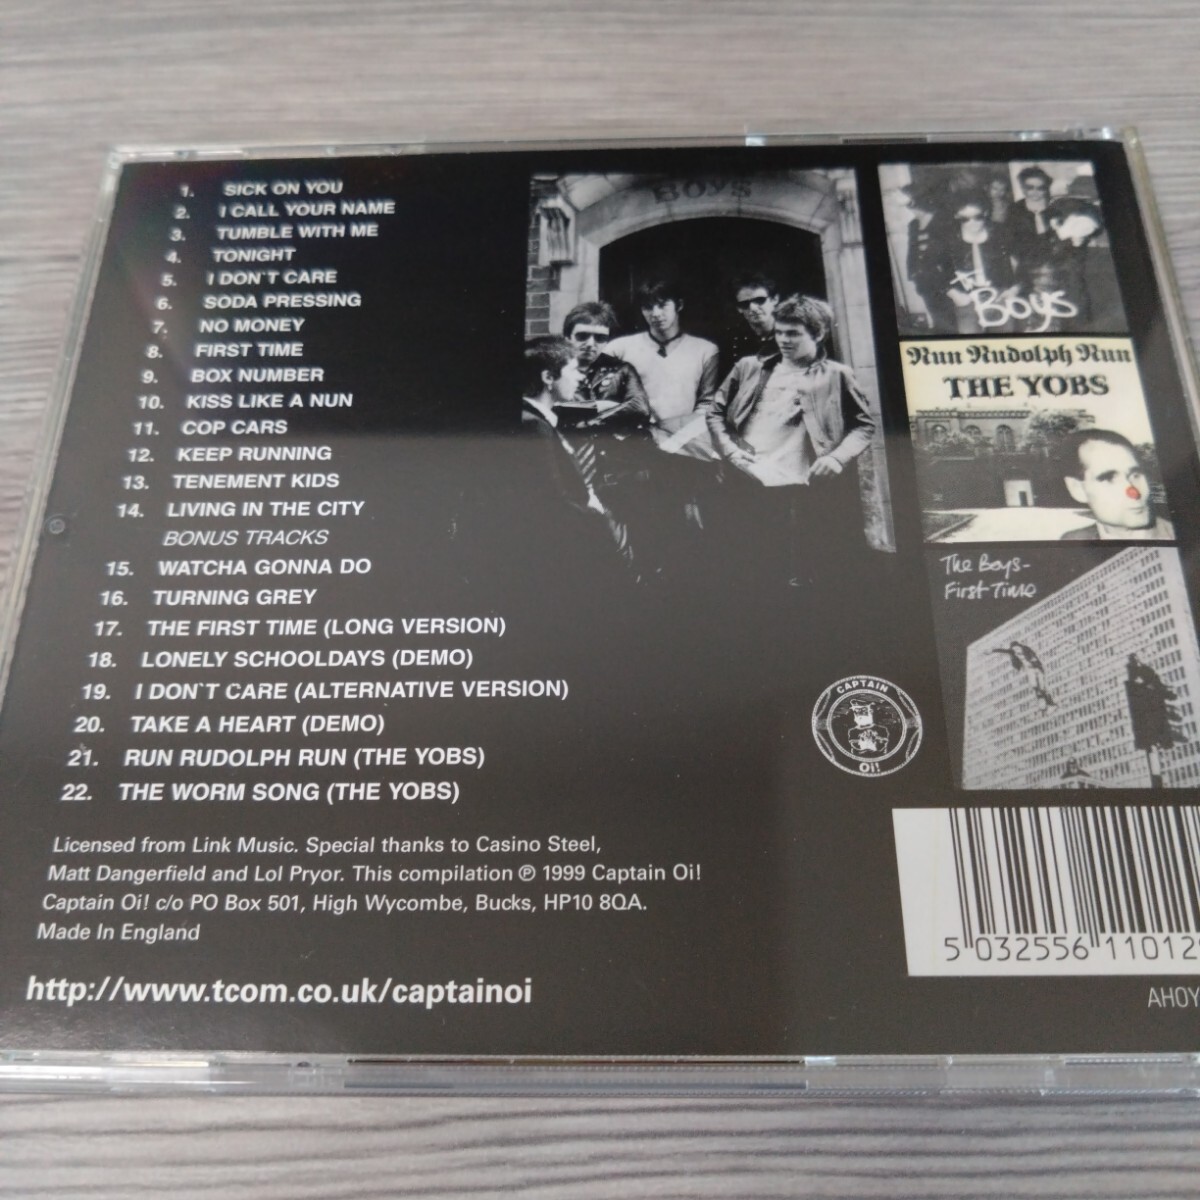 1. SICK ON YOU
2. I CALL YOUR NAME
3. TUMBLE WITH ME
4. TONIGHT
5. I DON`T CARE
6. SODA PRESSING
7. NO MONEY
8. FIRST TIME
9. BOX NUMBER
10. KISS LIKE A NUN
11. COP CARS
12. KEEP RUNNING
13. TENEMENT KIDS
14. LIVING IN THE CITY
BONUS TRACKS
15. WATCHA GONNA DO
16. TURNING GREY
17. THE FIRST TIME (LONG VERSION)
18. LONELY SCHOOLDAYS (DEMO)
19. I DON`T CARE (ALTERNATIVE VERSION)
20. TAKE A HEART (DEMO)
21. RUN RUDOLPH RUN (THE YOBS)
22. THE WORM SONG (THE YOBS)
Licensed from Link Music. Special thanks to Casino Steel,
Matt Dangerfield and Lol Pryor. This compilation ℗ 1999 Captain Oi!
Captain Oi! c/o PO Box 501, High Wycombe, Bucks, HP10 8QA.
Made In England
http://www.tcom.co.uk/captainoi
BOYS
the
Boys
Run Rudolph Run
THE YOBS
The Boys-
First Time
CAPTAIN
Oi!
5 032556 11012
AHOY